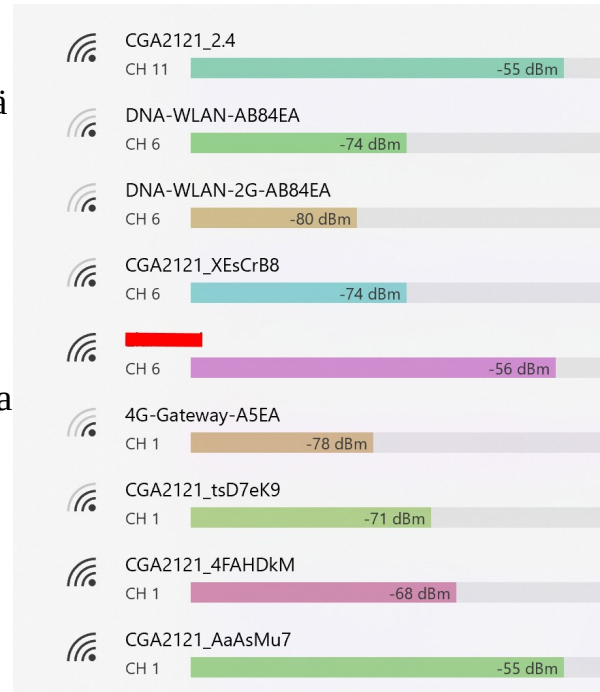 CGA2121_2.4
CH 11 -55 dBm
ä
DNA-WLAN-AB84EA
CH 6 -74 dBm
DNA-WLAN-2G-AB84EA
CH 6 -80 dBm
CGA2121_XEsCrB8
CH 6 -74 dBm
CH 6 -56 dBm
a
4G-Gateway-A5EA
CH 1 -78 dBm
CGA2121_tsD7eK9
CH 1 -71 dBm
CGA2121_4FAHDkM
CH 1 -68 dBm
CGA2121_AaAsMu7
CH 1 -55 dBm